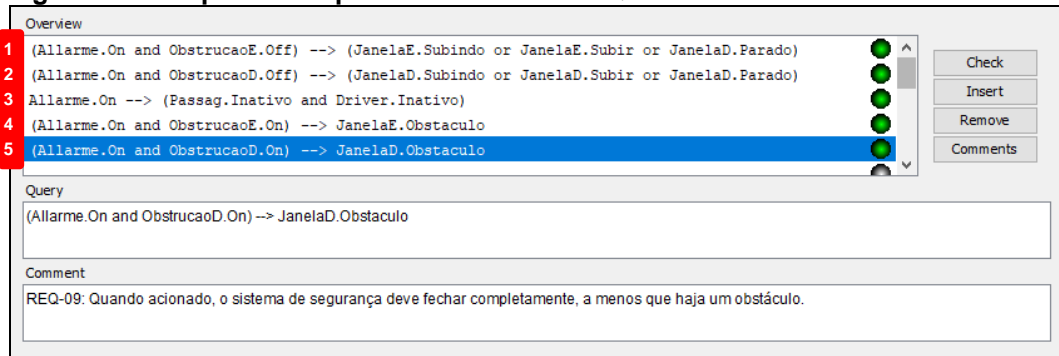 Overview
1 (Allarme.On and ObstrucaoE.Off) --> (JanelaE.Subindo or JanelaE.Subir or JanelaD.Parado)
2 (Allarme.On and ObstrucaoD.Off) --> (JanelaD.Subindo or JanelaD.Subir or JanelaD.Parado)
3 Allarme.On --> (Passag.Inativo and Driver.Inativo)
4 (Allarme.On and ObstrucaoE.On) --> JanelaE.Obstaculo
5 (Allarme.On and ObstrucaoD.On) --> JanelaD.Obstaculo
Check
Insert
Remove
Comments
Query
(Allarme.On and ObstrucaoD.On) --> JanelaD.Obstaculo
Comment
REQ-09: Quando acionado, o sistema de segurança deve fechar completamente, a menos que haja um obstáculo.